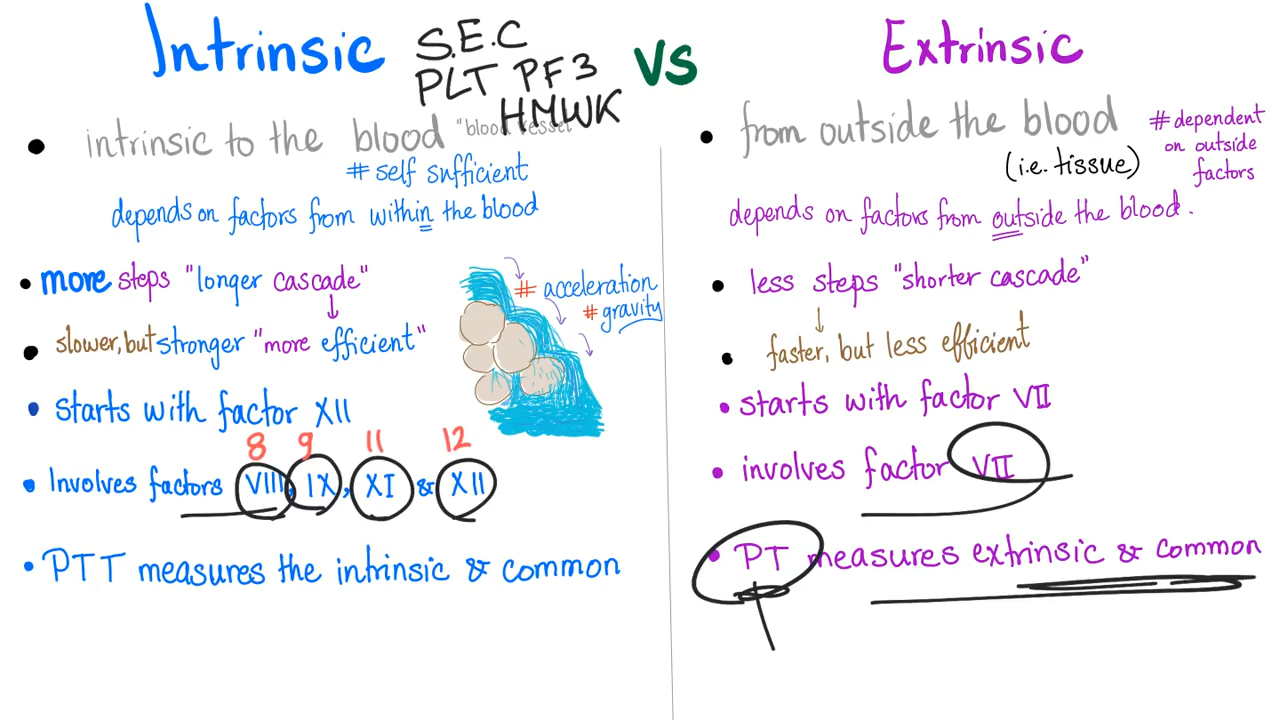 Intrinsic
S.E.C
PLT PF3
HMWK
VS
Extrinsic
• intrinsic to the blood "blood vessel"
# self sufficient
depends on factors from within the blood
• more steps "longer cascade"
• slower, but stronger "more efficient"
# acceleration
# gravity
• starts with factor XII
8 9 11 12
• Involves factors VIII, IX, XI & XII
• PTT measures the intrinsic & common
• from outside the blood
(i.e. tissue)
# dependent
on outside
factors
depends on factors from outside the blood.
• less steps "shorter cascade"
• faster, but less efficient
• starts with factor VII
• involves factor VII
• PT measures extrinsic & common